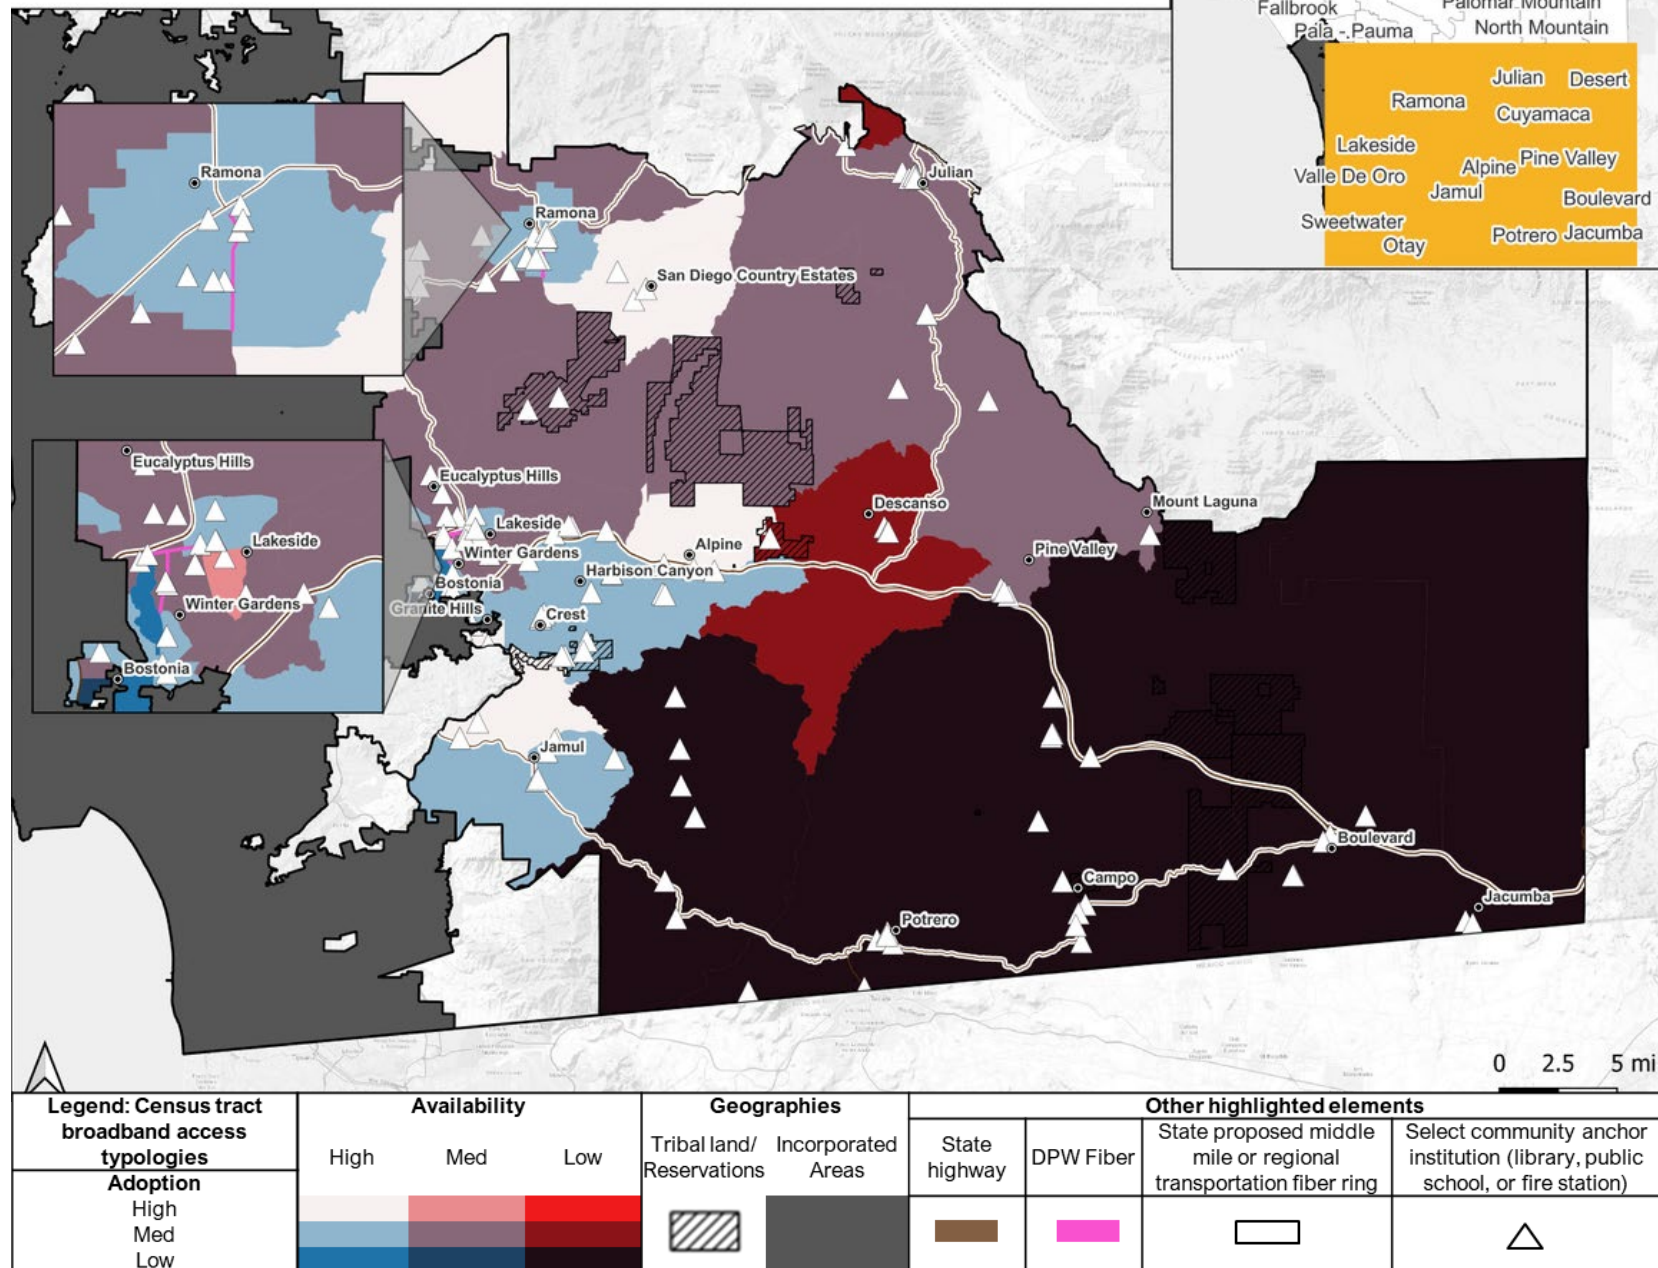 Fallbrook
Palomar Mountain
Pala - Pauma
North Mountain
Julian
Desert
Ramona
Cuyamaca
Lakeside
Alpine
Pine Valley
Valle De Oro
Jamul
Boulevard
Sweetwater
Otay
Potrero
Jacumba
Ramona
Ramona
Julian
San Diego Country Estates
Eucalyptus Hills
Eucalyptus Hills
Lakeside
Lakeside
Winter Gardens
Winter Gardens
Bostonia
Bostonia
Granite Hills
Harbison Canyon
Crest
Alpine
Descanso
Mount Laguna
Pine Valley
Jamul
Boulevard
Campo
Jacumba
Potrero
0 2.5 5 mi
Legend: Census tract
broadband access
typologies
Adoption
High
Med
Low
Availability
High Med Low
Geographies
Tribal land/
Reservations
Incorporated
Areas
Other highlighted elements
State
highway
DPW Fiber
State proposed middle
mile or regional
transportation fiber ring
Select community anchor
institution (library, public
school, or fire station)